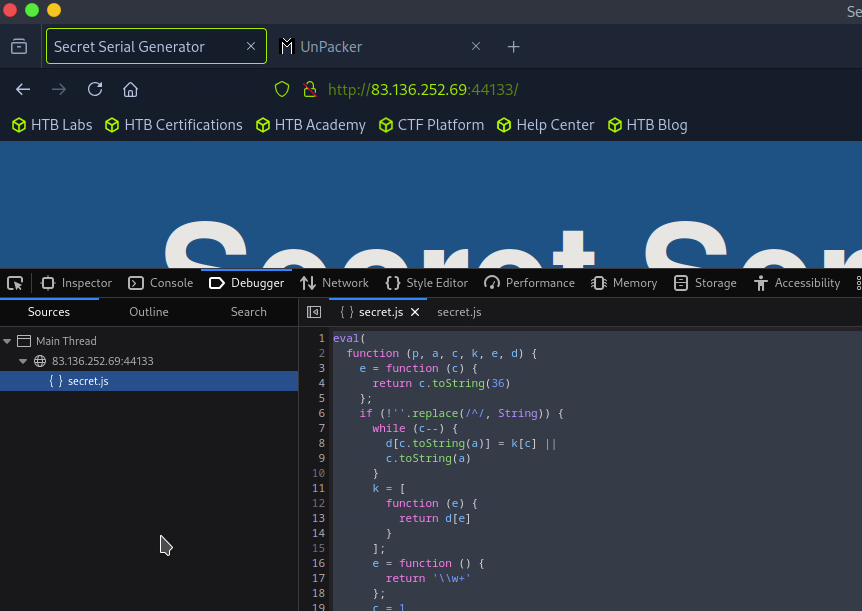 Se
Secret Serial Generator × UnPacker × +
http://83.136.252.69:44133/
HTB Labs HTB Certifications HTB Academy CTF Platform Help Center HTB Blog
Secret Ser
Inspector Console Debugger Network Style Editor Performance Memory Storage Accessibility
Sources Outline Search { } secret.js × secret.js
Main Thread
83.136.252.69:44133
{ } secret.js
1 eval(
2 function (p, a, c, k, e, d) {
3 e = function (c) {
4 return c.toString(36)
5 };
6 if (!''.replace(/^/, String)) {
7 while (c--) {
8 d[c.toString(a)] = k[c] ||
9 c.toString(a)
10 }
11 k = [
12 function (e) {
13 return d[e]
14 }
15 ];
16 e = function () {
17 return '\\w+'
18 };
19 c = 1